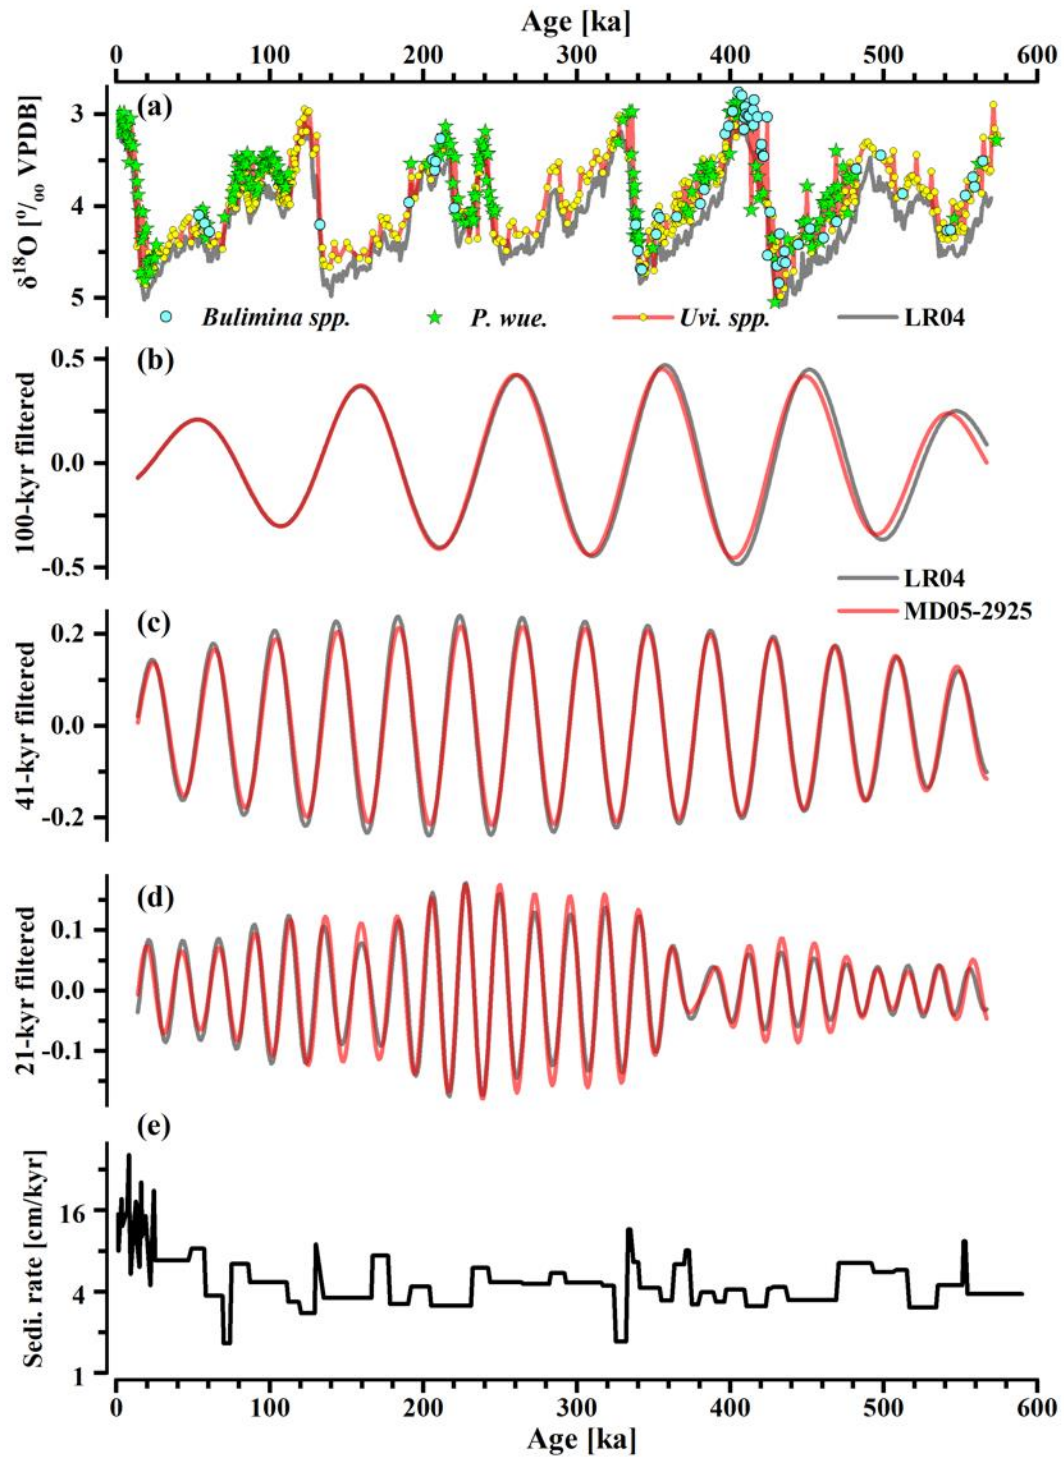 Age [ka]
0 100 200 300 400 500 600
(a)
δ18O [o/oo VPDB]
3
4
5
Bulimina spp. P. wue. Uvi. spp. LR04
(b)
100-kyr filtered
0.5
0.0
-0.5
LR04
MD05-2925
(c)
41-kyr filtered
0.2
0.0
-0.2
(d)
21-kyr filtered
0.1
0.0
-0.1
(e)
Sedi. rate [cm/kyr]
16
4
1
0 100 200 300 400 500 600
Age [ka]